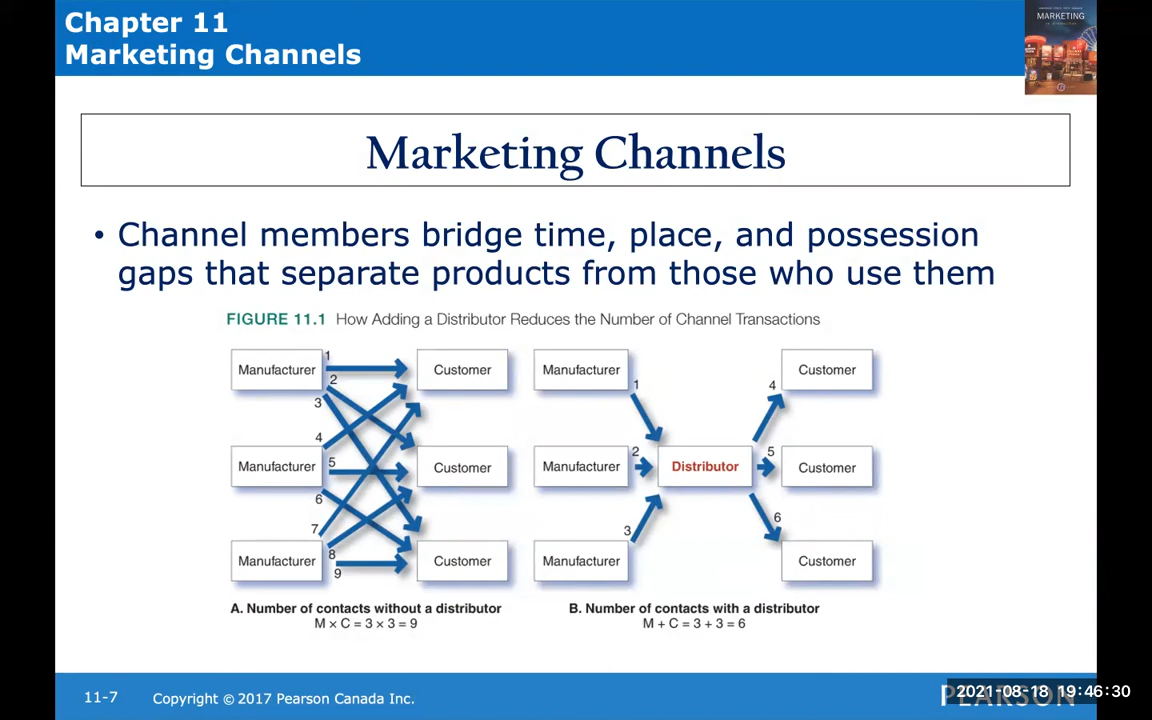 Chapter 11
Marketing Channels
MARKETING
Marketing Channels
• Channel members bridge time, place, and possession
gaps that separate products from those who use them
FIGURE 11.1 How Adding a Distributor Reduces the Number of Channel Transactions
Manufacturer
Manufacturer
Manufacturer
1
2
3
4
5
6
7
8
9
Customer
Customer
Customer
A. Number of contacts without a distributor
M × C = 3 × 3 = 9
Manufacturer
Manufacturer
Manufacturer
1
2
3
Distributor
4
5
6
Customer
Customer
Customer
B. Number of contacts with a distributor
M + C = 3 + 3 = 6
11-7 Copyright © 2017 Pearson Canada Inc.
PEARSON
2021-08-18 19:46:30